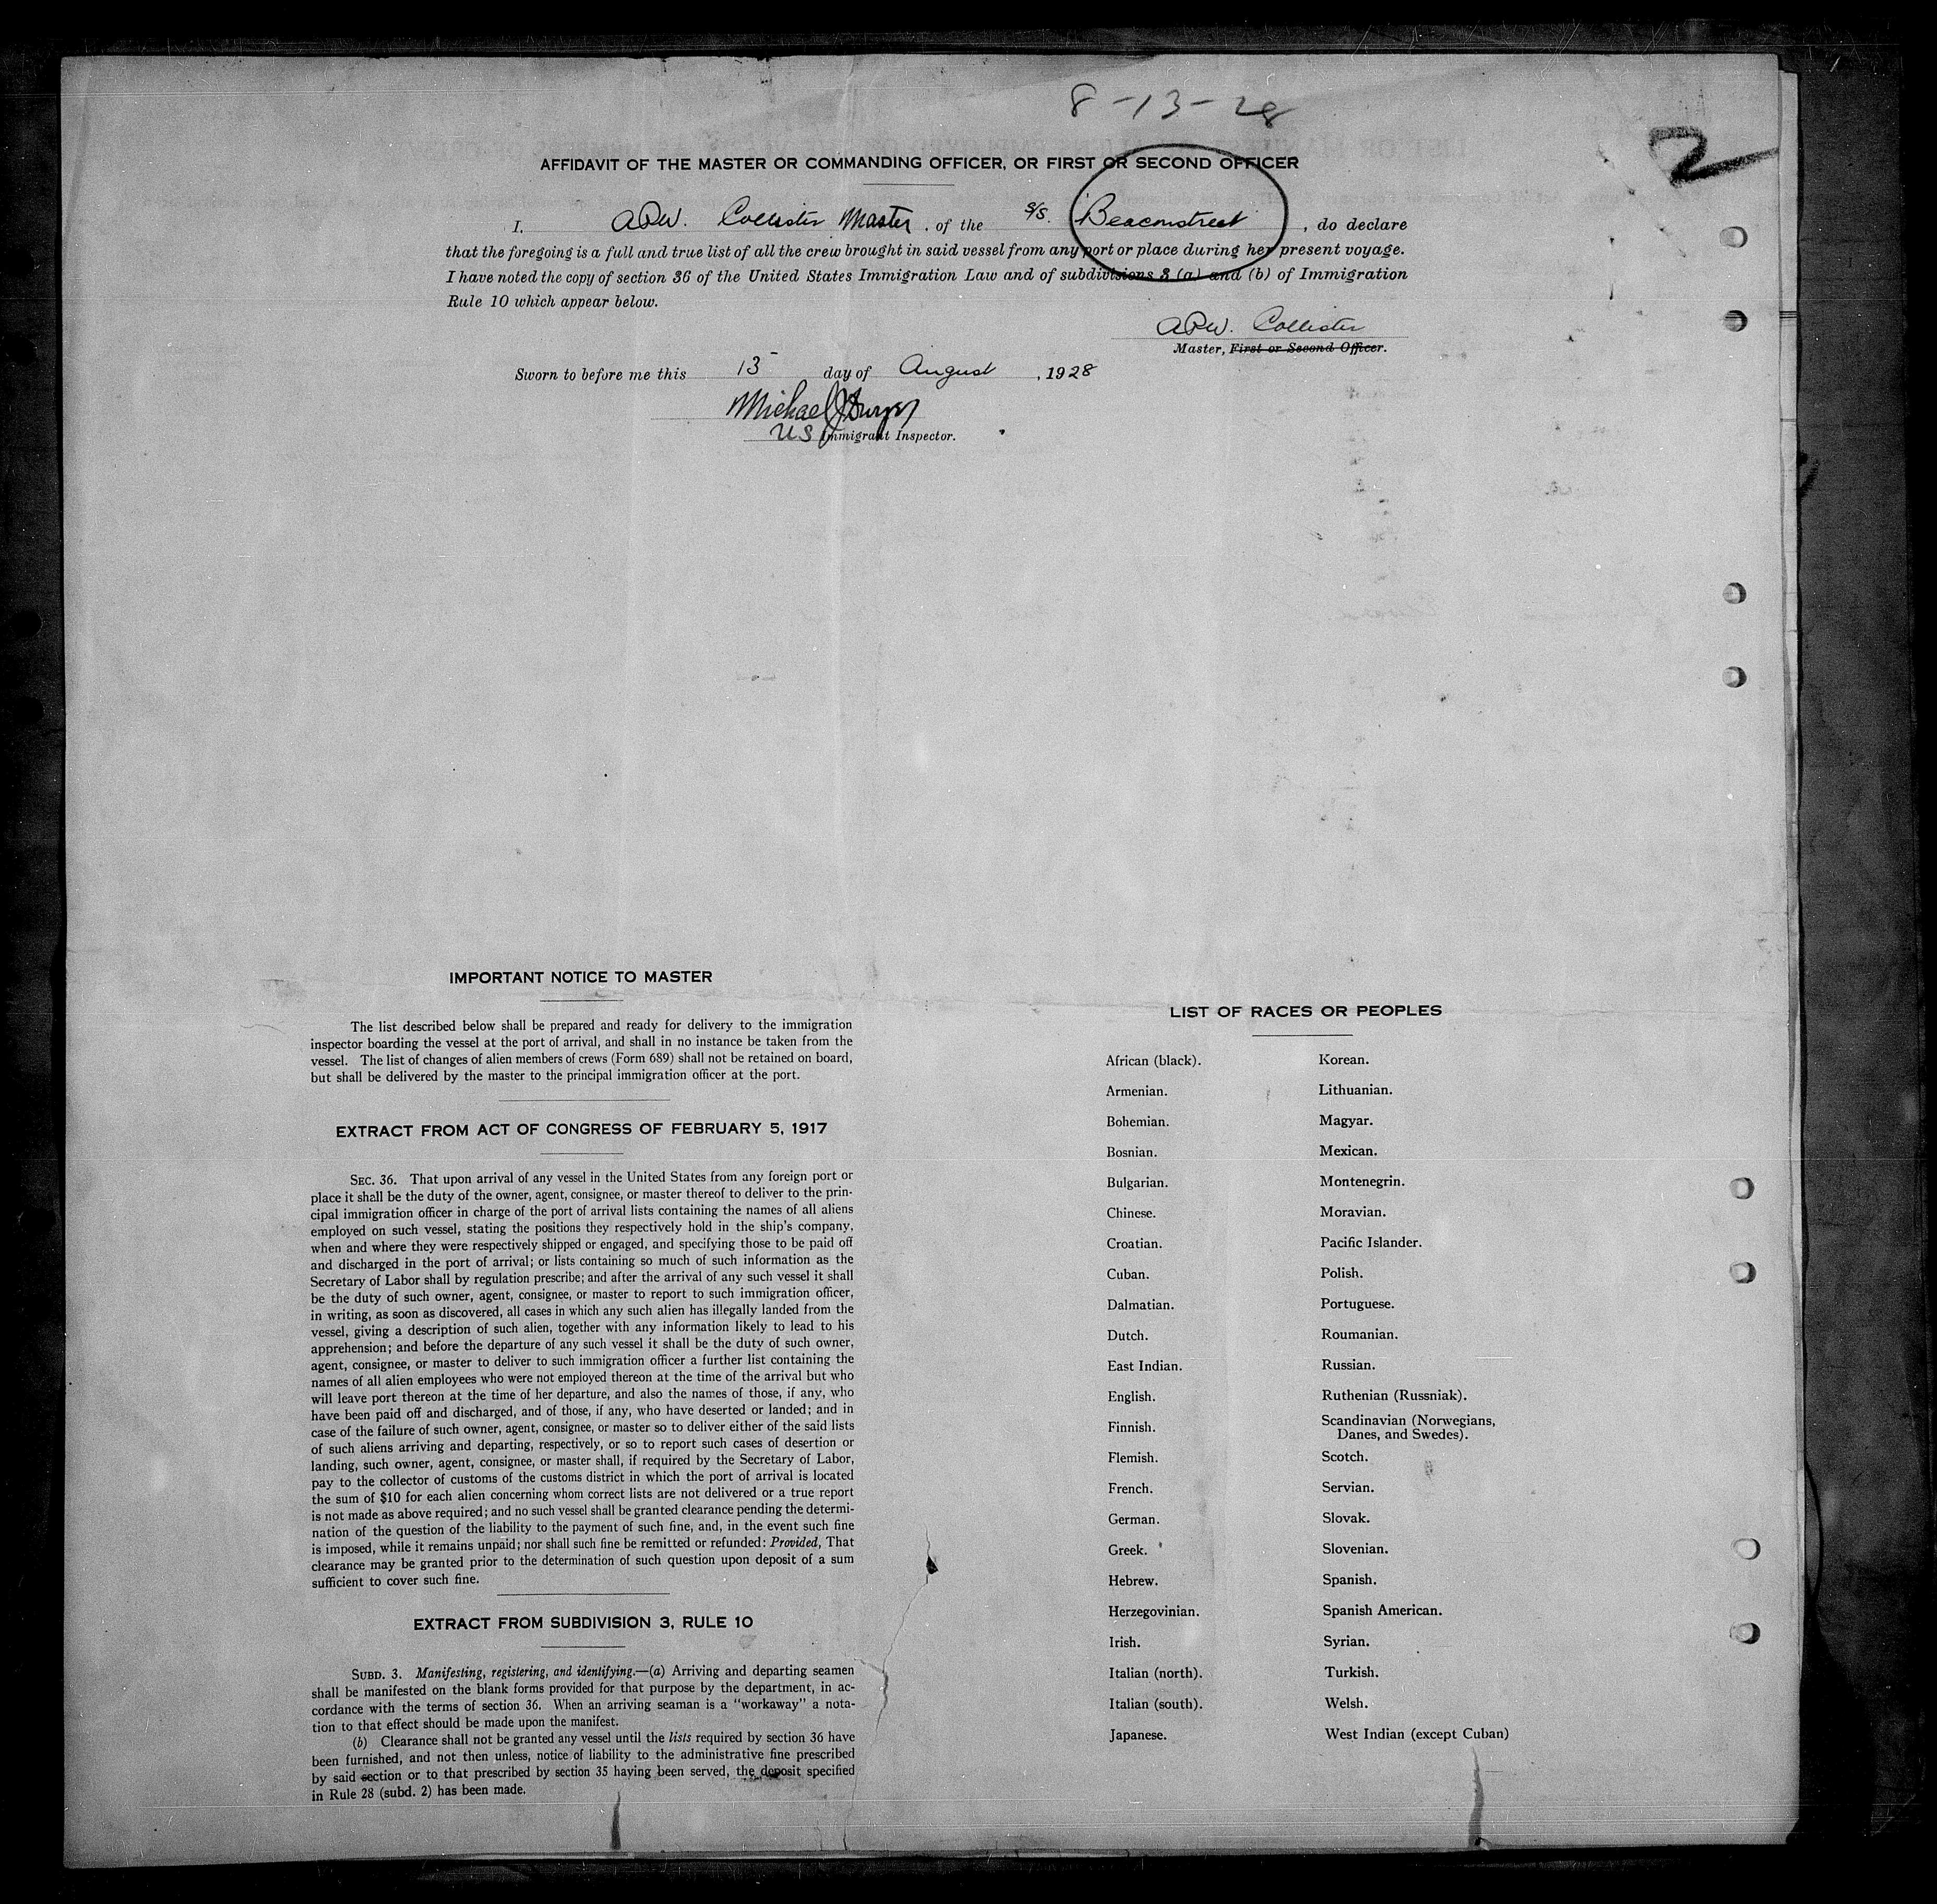 8-13-28
2
AFFIDAVIT OF THE MASTER OR COMMANDING OFFICER, OR FIRST OR SECOND OFFICER
I, A.R.W. Collister Master, of the S/S. Beaconstreet, do declare
that the foregoing is a full and true list of all the crew brought in said vessel from any port or place during her present voyage.
I have noted the copy of section 36 of the United States Immigration Law and of subdivisions 3 (a) and (b) of Immigration
Rule 10 which appear below.
A.R.W. Collister
Master, First or Second Officer.
Sworn to before me this 13 day of August, 1928
Michael J
US Immigrant Inspector.
IMPORTANT NOTICE TO MASTER
The list described below shall be prepared and ready for delivery to the immigration
inspector boarding the vessel at the port of arrival, and shall in no instance be taken from the
vessel. The list of changes of alien members of crews (Form 689) shall not be retained on board,
but shall be delivered by the master to the principal immigration officer at the port.
EXTRACT FROM ACT OF CONGRESS OF FEBRUARY 5, 1917
SEC. 36. That upon arrival of any vessel in the United States from any foreign port or
place it shall be the duty of the owner, agent, consignee, or master thereof to deliver to the prin-
cipal immigration officer in charge of the port of arrival lists containing the names of all aliens
employed on such vessel, stating the positions they respectively hold in the ship's company,
when and where they were respectively shipped or engaged, and specifying those to be paid off
and discharged in the port of arrival; or lists containing so much of such information as the
Secretary of Labor shall by regulation prescribe; and after the arrival of any such vessel it shall
be the duty of such owner, agent, consignee, or master to report to such immigration officer,
in writing, as soon as discovered, all cases in which any such alien has illegally landed from the
vessel, giving a description of such alien, together with any information likely to lead to his
apprehension; and before the departure of any such vessel it shall be the duty of such owner,
agent, consignee, or master to deliver to such immigration officer a further list containing the
names of all alien employees who were not employed thereon at the time of the arrival but who
will leave port thereon at the time of her departure, and also the names of those, if any, who
have been paid off and discharged, and of those, if any, who have deserted or landed; and in
case of the failure of such owner, agent, consignee, or master so to deliver either of the said lists
of such aliens arriving and departing, respectively, or so to report such cases of desertion or
landing, such owner, agent, consignee, or master shall, if required by the Secretary of Labor,
pay to the collector of customs of the customs district in which the port of arrival is located
the sum of $10 for each alien concerning whom correct lists are not delivered or a true report
is not made as above required; and no such vessel shall be granted clearance pending the determi-
nation of the question of the liability to the payment of such fine, and, in the event such fine
is imposed, while it remains unpaid; nor shall such fine be remitted or refunded: Provided, That
clearance may be granted prior to the determination of such question upon deposit of a sum
sufficient to cover such fine.
EXTRACT FROM SUBDIVISION 3, RULE 10
SUBD. 3. Manifesting, registering, and identifying.—(a) Arriving and departing seamen
shall be manifested on the blank forms provided for that purpose by the department, in ac-
cordance with the terms of section 36. When an arriving seaman is a "workaway" a nota-
tion to that effect should be made upon the manifest.
(b) Clearance shall not be granted any vessel until the lists required by section 36 have
been furnished, and not then unless, notice of liability to the administrative fine prescribed
by said section or to that prescribed by section 35 having been served, the deposit specified
in Rule 28 (subd. 2) has been made.
LIST OF RACES OR PEOPLES
African (black).
Armenian.
Bohemian.
Bosnian.
Bulgarian.
Chinese.
Croatian.
Cuban.
Dalmatian.
Dutch.
East Indian.
English.
Finnish.
Flemish.
French.
German.
Greek.
Hebrew.
Herzegovinian.
Irish.
Italian (north).
Italian (south).
Japanese.
Korean.
Lithuanian.
Magyar.
Mexican.
Montenegrin.
Moravian.
Pacific Islander.
Polish.
Portuguese.
Roumanian.
Russian.
Ruthenian (Russniak).
Scandinavian (Norwegians,
Danes, and Swedes).
Scotch.
Servian.
Slovak.
Slovenian.
Spanish.
Spanish American.
Syrian.
Turkish.
Welsh.
West Indian (except Cuban)